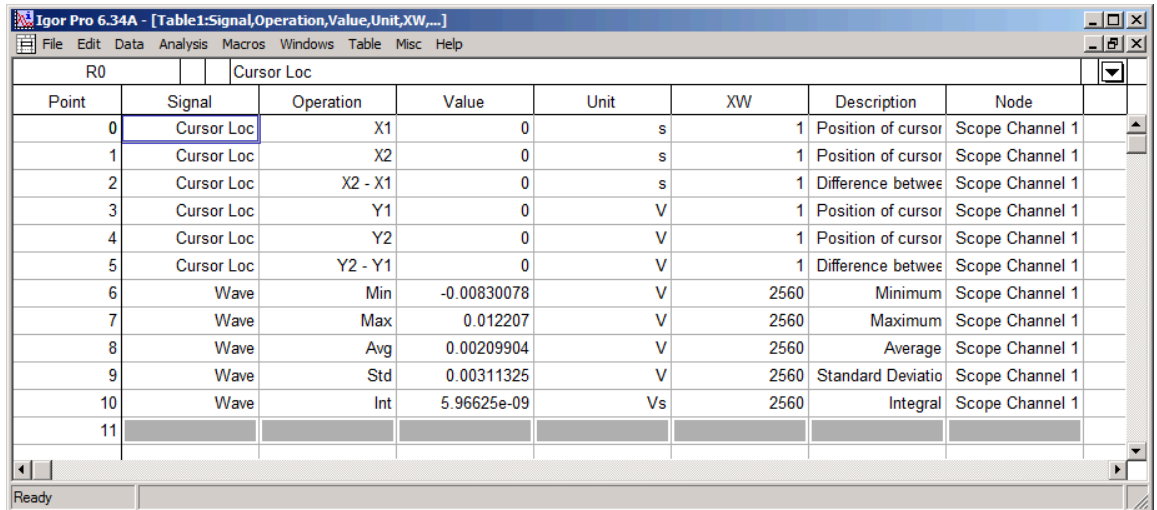 Igor Pro 6.34A - [Table1:Signal,Operation,Value,Unit,XW,...]
File Edit Data Analysis Macros Windows Table Misc Help
R0 Cursor Loc
Point Signal Operation Value Unit XW Description Node
0 Cursor Loc X1 0 s 1 Position of cursor Scope Channel 1
1 Cursor Loc X2 0 s 1 Position of cursor Scope Channel 1
2 Cursor Loc X2 - X1 0 s 1 Difference betwee Scope Channel 1
3 Cursor Loc Y1 0 V 1 Position of cursor Scope Channel 1
4 Cursor Loc Y2 0 V 1 Position of cursor Scope Channel 1
5 Cursor Loc Y2 - Y1 0 V 1 Difference betwee Scope Channel 1
6 Wave Min -0.00830078 V 2560 Minimum Scope Channel 1
7 Wave Max 0.012207 V 2560 Maximum Scope Channel 1
8 Wave Avg 0.00209904 V 2560 Average Scope Channel 1
9 Wave Std 0.00311325 V 2560 Standard Deviatio Scope Channel 1
10 Wave Int 5.96625e-09 Vs 2560 Integral Scope Channel 1
11
Ready